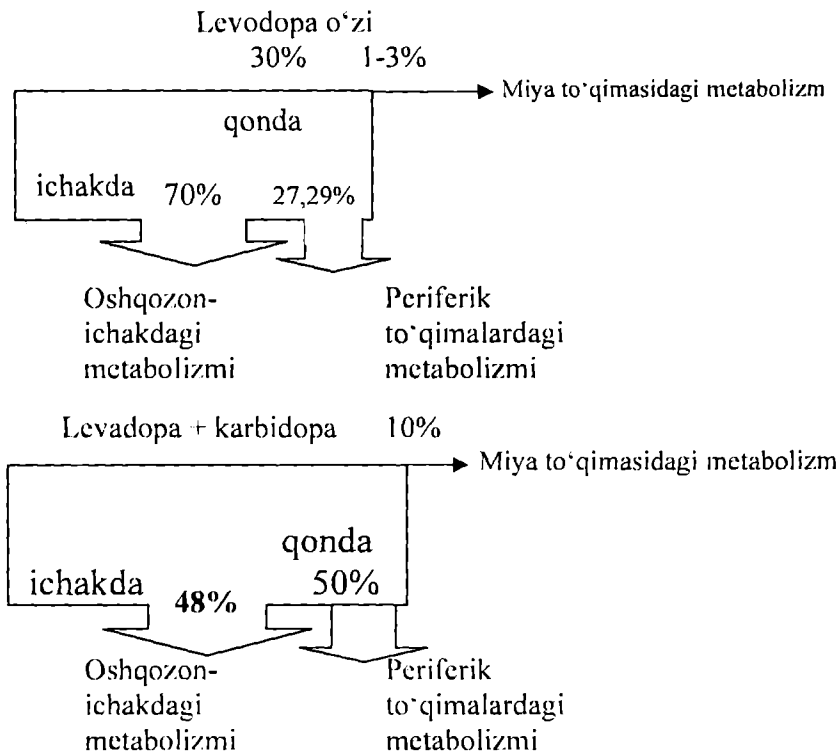 Levodopa o‘zi
30% 1-3%
Miya to‘qimasidagi metabolizm
qonda
ichakda 70% 27,29%
Oshqozon- Periferik
ichakdagi to‘qimalardagi
metabolizmi metabolizmi
Levadopa + karbidopa 10%
Miya to‘qimasidagi metabolizm
qonda
ichakda 48% 50%
Oshqozon- Periferik
ichakdagi to‘qimalardagi
metabolizmi metabolizmi